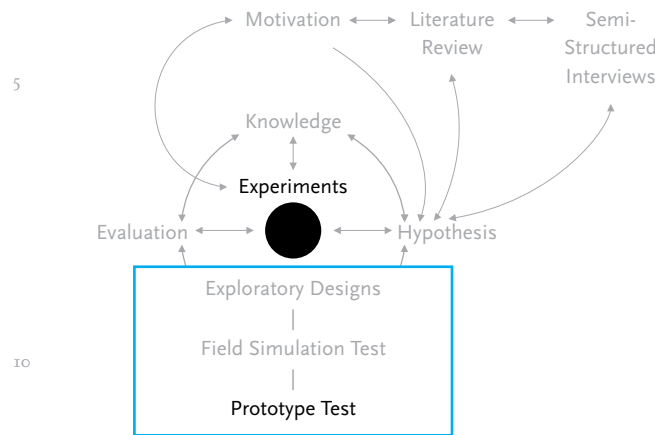 Motivation
Literature
Review
Semi-
Structured
Interviews
5
Knowledge
Experiments
Evaluation
Hypothesis
Exploratory Designs
Field Simulation Test
10
Prototype Test